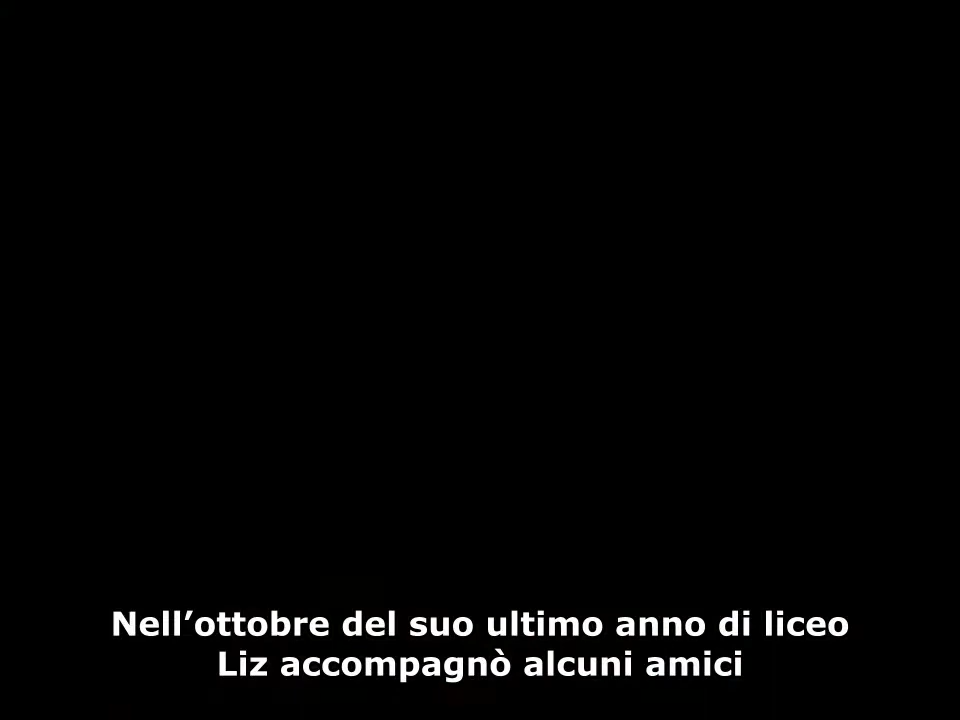 Nell’ottobre del suo ultimo anno di liceo
Liz accompagnò alcuni amici